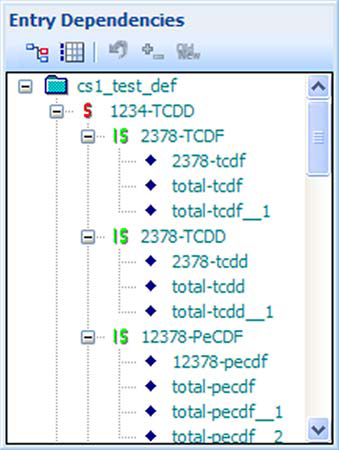 Entry Dependencies
Old
New
cs1_test_def
S 1234-TCDD
IS 2378-TCDF
2378-tcdf
total-tcdf
total-tcdf__1
IS 2378-TCDD
2378-tcdd
total-tcdd
total-tcdd__1
IS 12378-PeCDF
12378-pecdf
total-pecdf
total-pecdf__1
total-pecdf__2